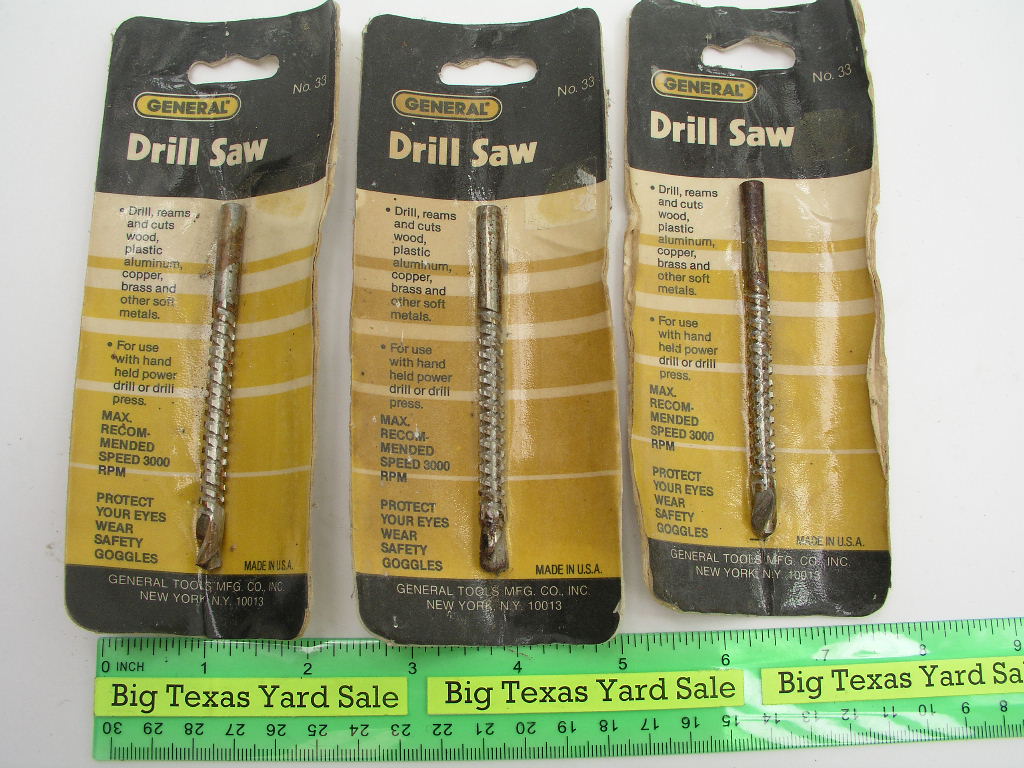 No. 33
GENERAL®
Drill Saw
• Drill, reams
and cuts
wood,
plastic
aluminum,
copper,
brass and
other soft
metals.
• For use
with hand
held power
drill or drill
press.
MAX.
RECOM-
MENDED
SPEED 3000
RPM
PROTECT
YOUR EYES
WEAR
SAFETY
GOGGLES
MADE IN U.S.A.
GENERAL TOOLS MFG. CO., INC.
NEW YORK, N.Y. 10013
No. 33
GENERAL®
Drill Saw
• Drill, reams
and cuts
wood,
plastic
aluminum,
copper,
brass and
other soft
metals.
• For use
with hand
held power
drill or drill
press.
MAX.
RECOM-
MENDED
SPEED 3000
RPM
PROTECT
YOUR EYES
WEAR
SAFETY
GOGGLES
MADE IN U.S.A.
GENERAL TOOLS MFG. CO., INC.
NEW YORK, N.Y. 10013
No. 33
GENERAL®
Drill Saw
• Drill, reams
and cuts
wood,
plastic
aluminum,
copper,
brass and
other soft
metals.
• For use
with hand
held power
drill or drill
press.
MAX.
RECOM-
MENDED
SPEED 3000
RPM
PROTECT
YOUR EYES
WEAR
SAFETY
GOGGLES
MADE IN U.S.A.
GENERAL TOOLS MFG. CO., INC.
NEW YORK, N.Y. 10013
0 INCH 1 2 3 4 5 6 7 8 9
Big Texas Yard Sale Big Texas Yard Sale Big Texas Yard Sa
30 29 28 27 26 25 24 23 22 21 20 19 18 17 16 15 14 13 12 11 10 9 8